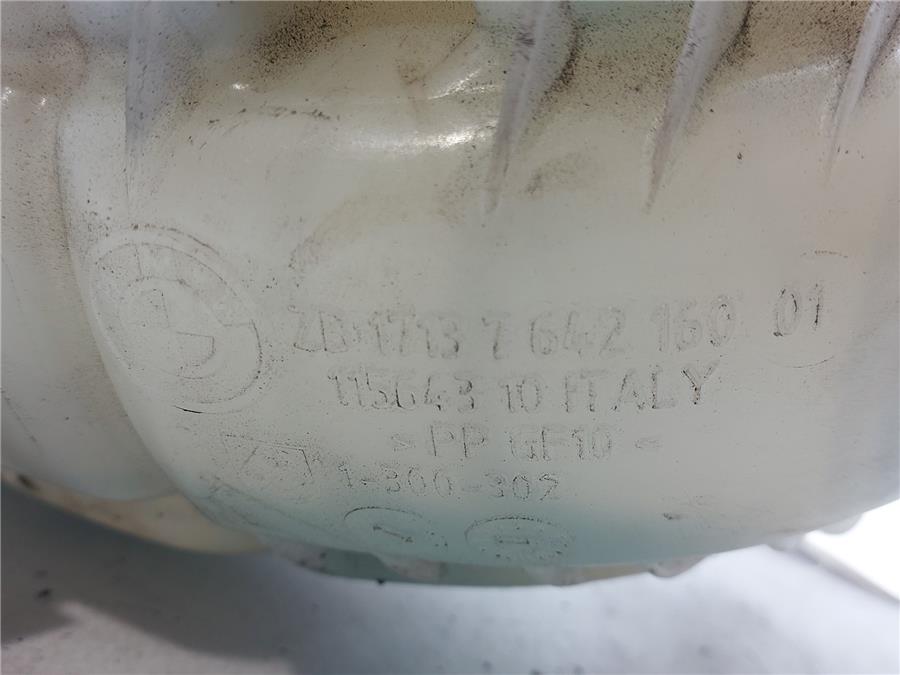 ZB 1713 7 642 160 01
115643 10 ITALY
> PP GF10 <
1-300-302